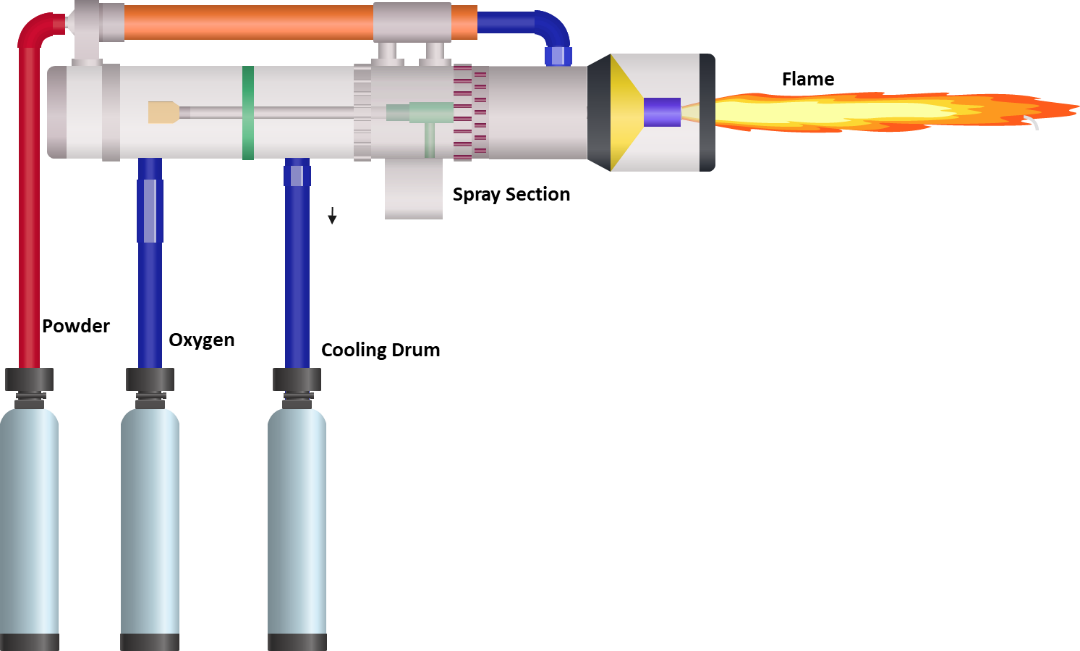 Flame
Spray Section
Powder
Oxygen
Cooling Drum